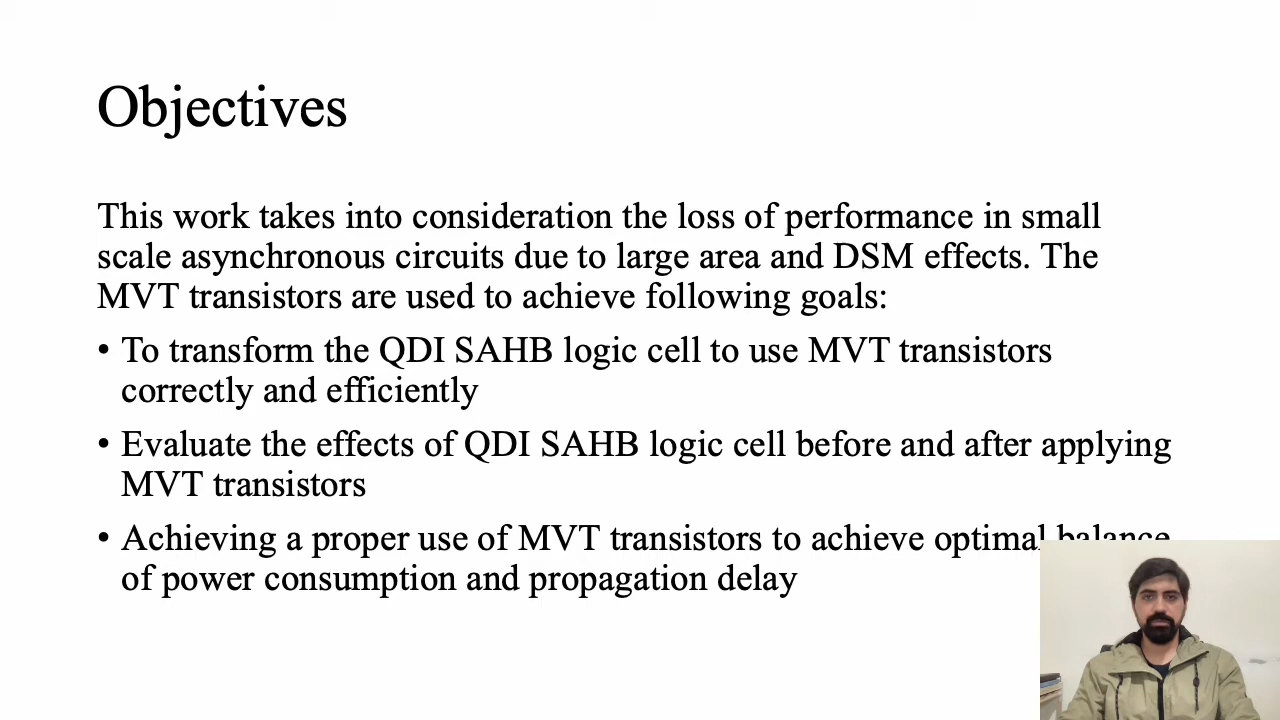 Objectives
This work takes into consideration the loss of performance in small
scale asynchronous circuits due to large area and DSM effects. The
MVT transistors are used to achieve following goals:
• To transform the QDI SAHB logic cell to use MVT transistors
correctly and efficiently
• Evaluate the effects of QDI SAHB logic cell before and after applying
MVT transistors
• Achieving a proper use of MVT transistors to achieve optimal balance
of power consumption and propagation delay